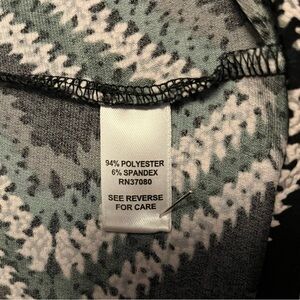 94% POLYESTER
6% SPANDEX
RN37080
SEE REVERSE
FOR CARE